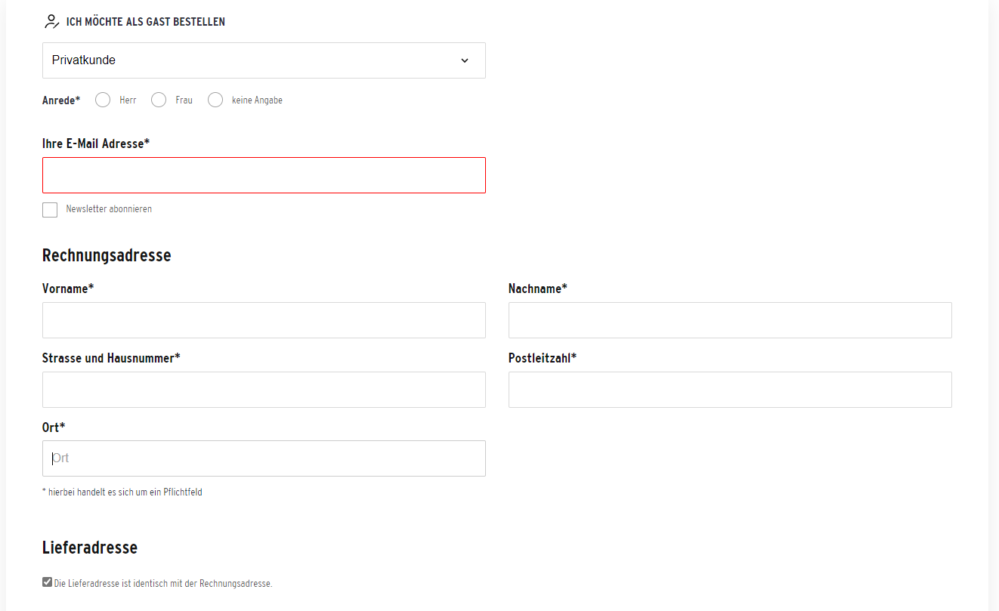 ICH MÖCHTE ALS GAST BESTELLEN
Privatkunde
Anrede* Herr Frau keine Angabe
Ihre E-Mail Adresse*
Newsletter abonnieren
Rechnungsadresse
Vorname* Nachname*
Strasse und Hausnummer* Postleitzahl*
Ort*
Ort
* hierbei handelt es sich um ein Pflichtfeld
Lieferadresse
Die Lieferadresse ist identisch mit der Rechnungsadresse.